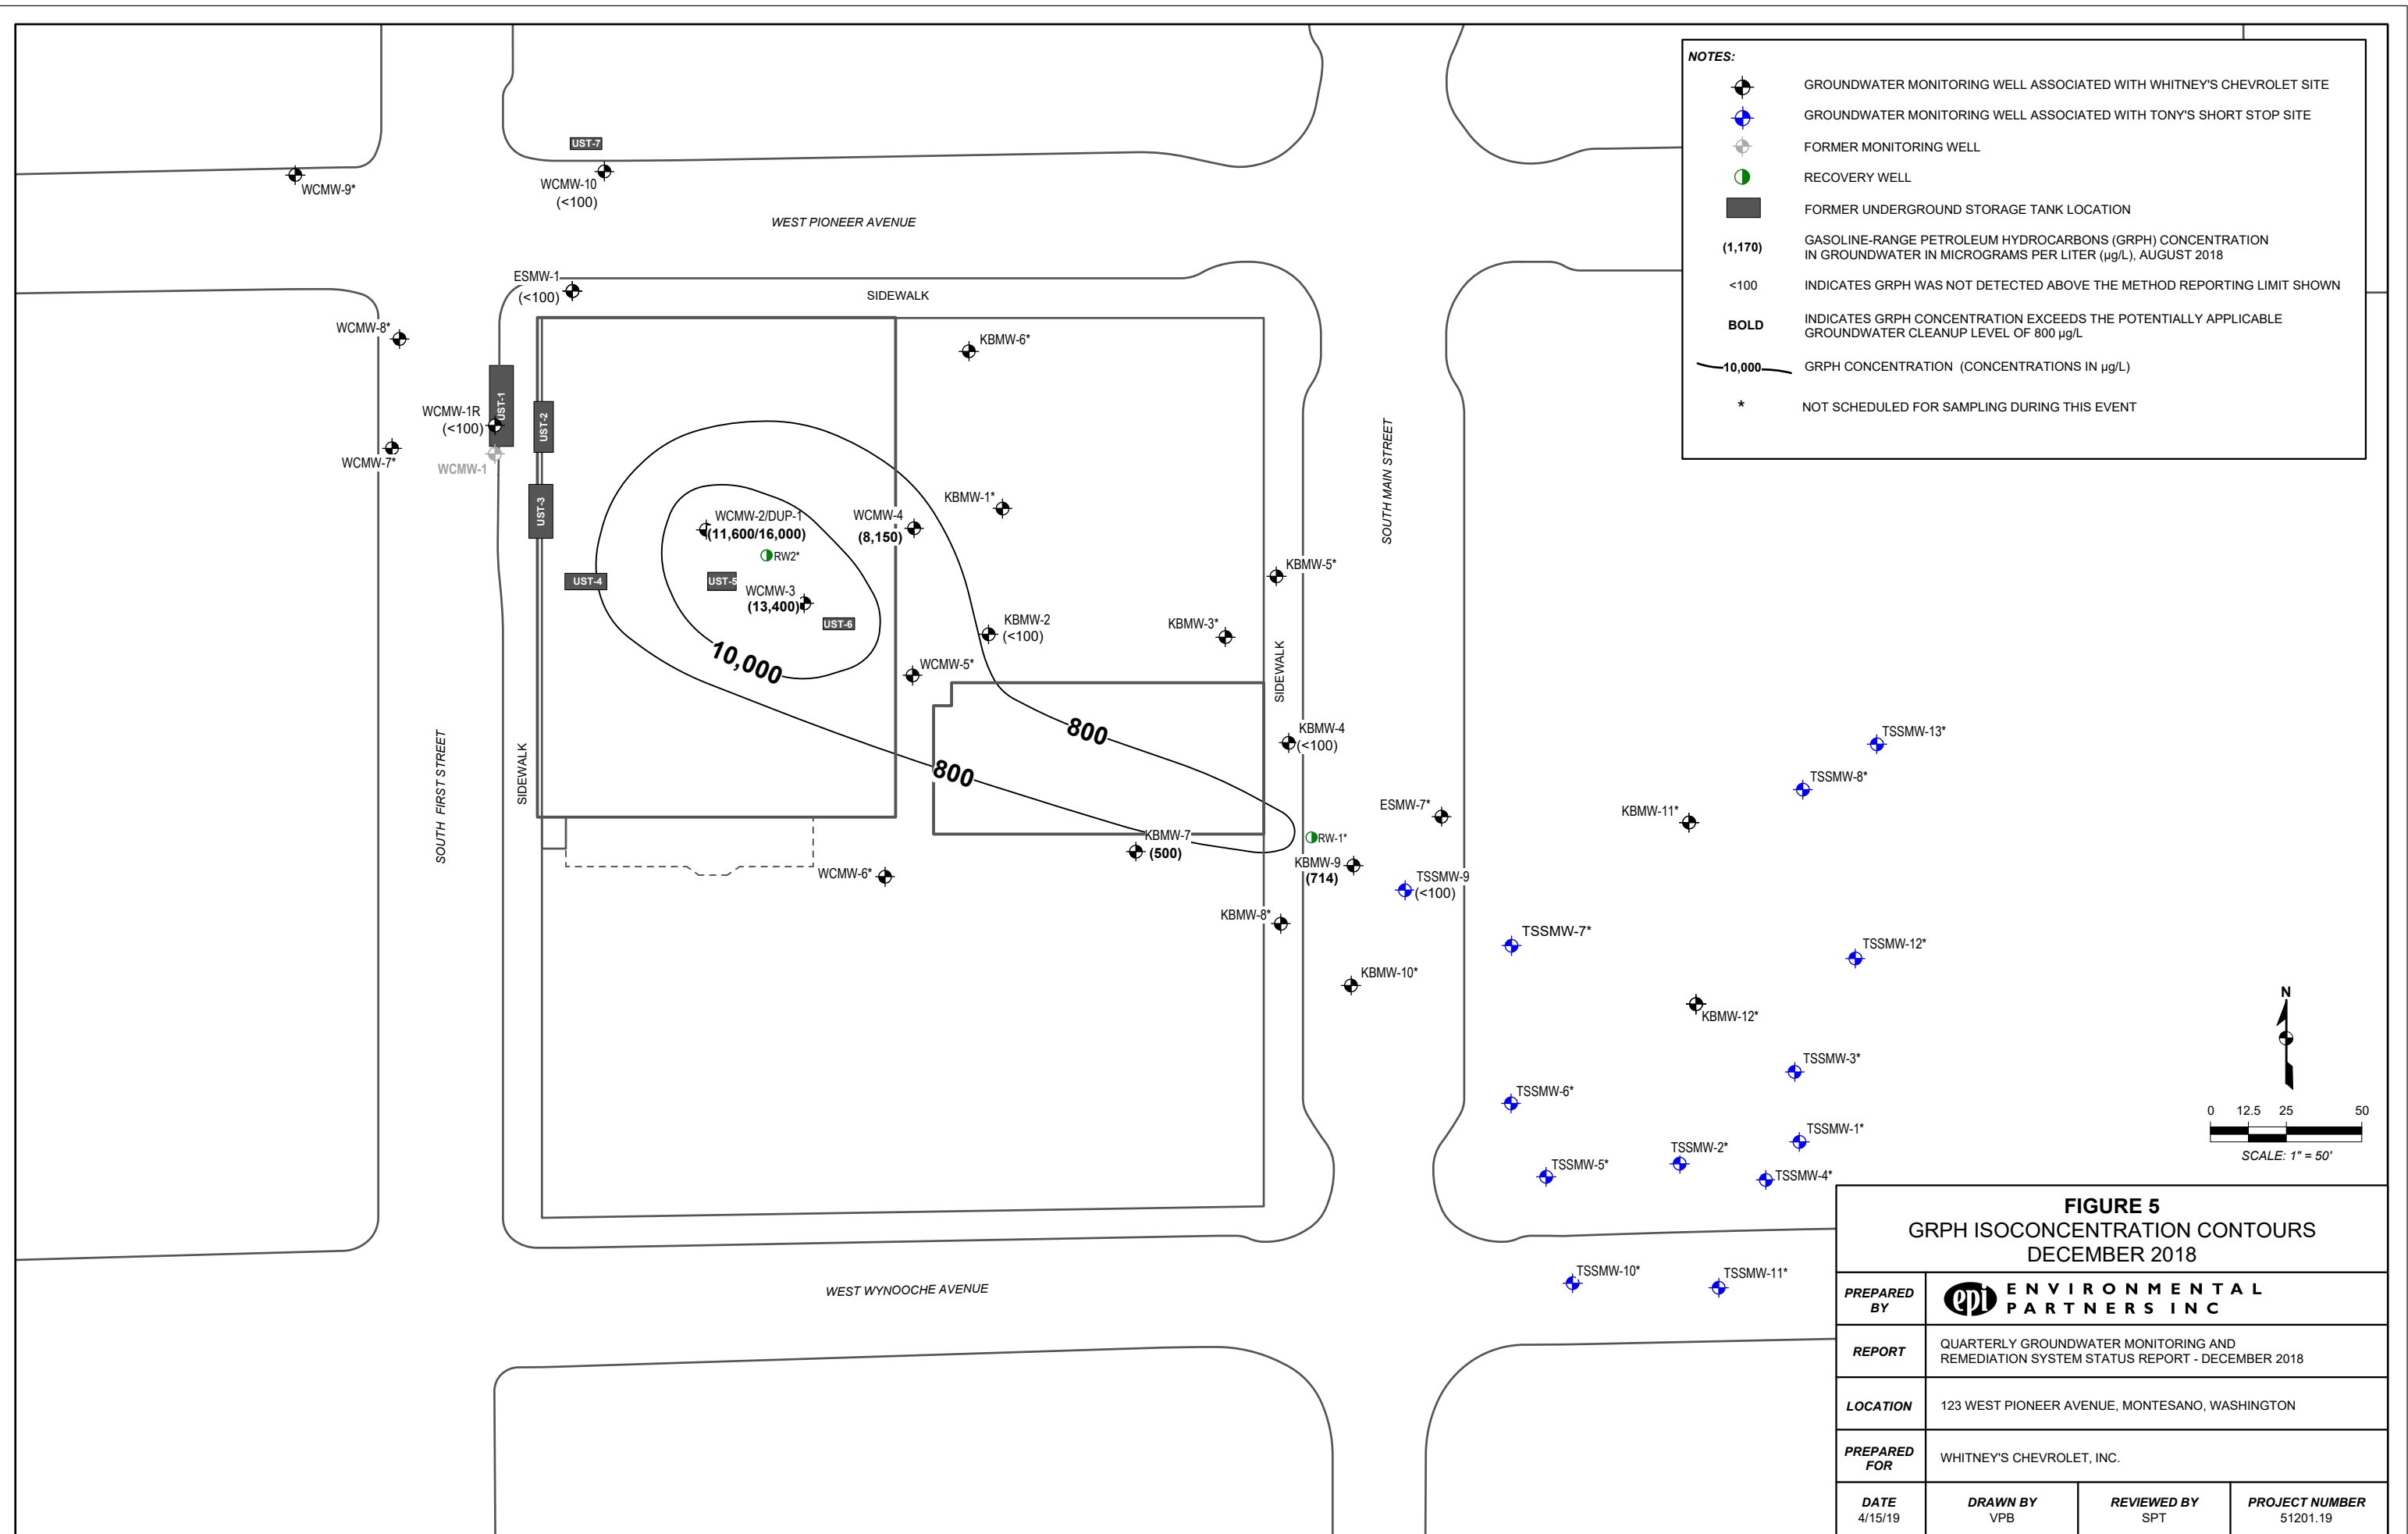 NOTES:
GROUNDWATER MONITORING WELL ASSOCIATED WITH WHITNEY'S CHEVROLET SITE
GROUNDWATER MONITORING WELL ASSOCIATED WITH TONY'S SHORT STOP SITE
FORMER MONITORING WELL
RECOVERY WELL
FORMER UNDERGROUND STORAGE TANK LOCATION
(1,170) GASOLINE-RANGE PETROLEUM HYDROCARBONS (GRPH) CONCENTRATION
IN GROUNDWATER IN MICROGRAMS PER LITER (µg/L), AUGUST 2018
<100 INDICATES GRPH WAS NOT DETECTED ABOVE THE METHOD REPORTING LIMIT SHOWN
BOLD INDICATES GRPH CONCENTRATION EXCEEDS THE POTENTIALLY APPLICABLE
GROUNDWATER CLEANUP LEVEL OF 800 µg/L
10,000 GRPH CONCENTRATION (CONCENTRATIONS IN µg/L)
* NOT SCHEDULED FOR SAMPLING DURING THIS EVENT
UST-7
WCMW-9*
WCMW-10
(<100)
WEST PIONEER AVENUE
ESMW-1
(<100)
SIDEWALK
WCMW-8*
KBMW-6*
UST-1
WCMW-1R
(<100)
UST-2
WCMW-7*
WCMW-1
SOUTH MAIN STREET
UST-3
KBMW-1*
WCMW-2/DUP-1
(11,600/16,000)
WCMW-4
(8,150)
RW2*
KBMW-5*
UST-4
UST-5
WCMW-3
(13,400)
UST-6
KBMW-2
(<100)
KBMW-3*
10,000
WCMW-5*
SIDEWALK
800
KBMW-4
(<100)
TSSMW-13*
SOUTH FIRST STREET
SIDEWALK
800
TSSMW-8*
ESMW-7*
KBMW-11*
KBMW-7
(500)
RW-1*
KBMW-9
(714)
WCMW-6*
TSSMW-9
(<100)
KBMW-8*
TSSMW-7*
TSSMW-12*
KBMW-10*
KBMW-12*
N
TSSMW-3*
TSSMW-6*
0 12.5 25 50
SCALE: 1" = 50'
TSSMW-1*
TSSMW-2*
TSSMW-5*
TSSMW-4*
TSSMW-10*
TSSMW-11*
WEST WYNOOCHE AVENUE
FIGURE 5
GRPH ISOCONCENTRATION CONTOURS
DECEMBER 2018
PREPARED
BY
epi ENVIRONMENTAL
PARTNERS INC
REPORT
QUARTERLY GROUNDWATER MONITORING AND
REMEDIATION SYSTEM STATUS REPORT - DECEMBER 2018
LOCATION
123 WEST PIONEER AVENUE, MONTESANO, WASHINGTON
PREPARED
FOR
WHITNEY'S CHEVROLET, INC.
DATE
4/15/19
DRAWN BY
VPB
REVIEWED BY
SPT
PROJECT NUMBER
51201.19